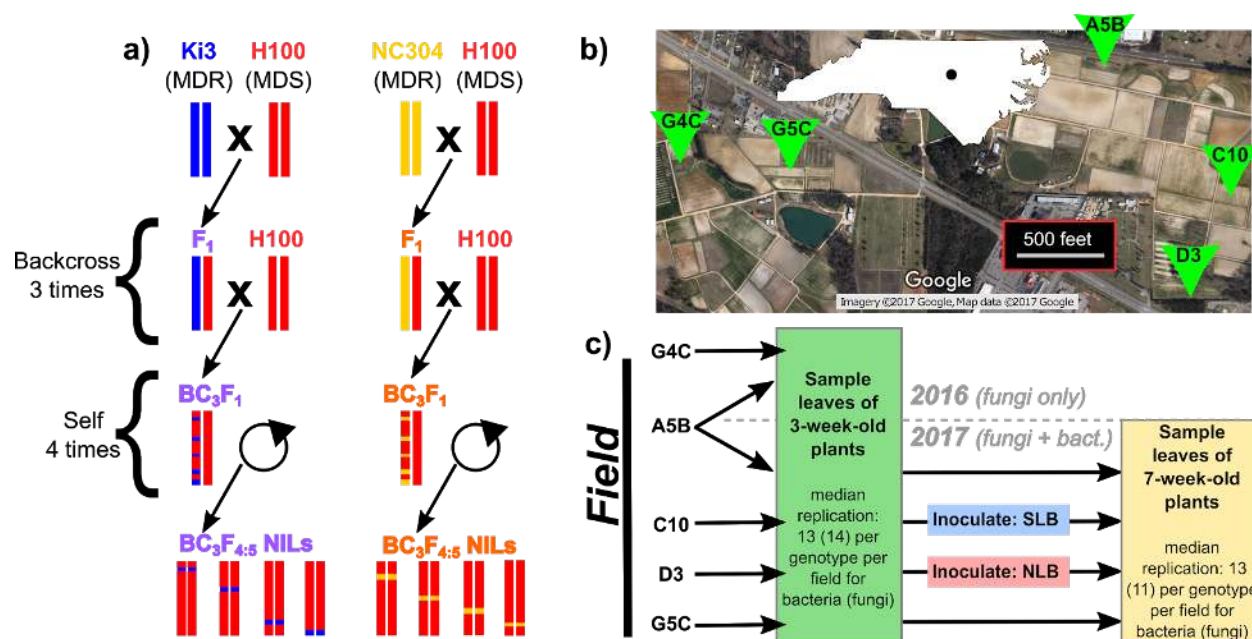 a)
Ki3 H100
(MDR) (MDS)
X
NC304 H100
(MDR) (MDS)
X
Backcross
3 times
F1 H100
X
F1 H100
X
Self
4 times
BC3F1
BC3F1
BC3F4:5 NILs
BC3F4:5 NILs
b)
A5B
G4C
G5C
C10
D3
500 feet
Google
Imagery ©2017 Google, Map data ©2017 Google
c)
Field
G4C
A5B
C10
D3
G5C
Sample
leaves of
3-week-old
plants
median
replication:
13 (14) per
genotype per
field for
bacteria (fungi)
2016 (fungi only)
2017 (fungi + bact.)
Inoculate: SLB
Inoculate: NLB
Sample
leaves of
7-week-old
plants
median
replication: 13
(11) per genotype
per field for
bacteria (fungi)